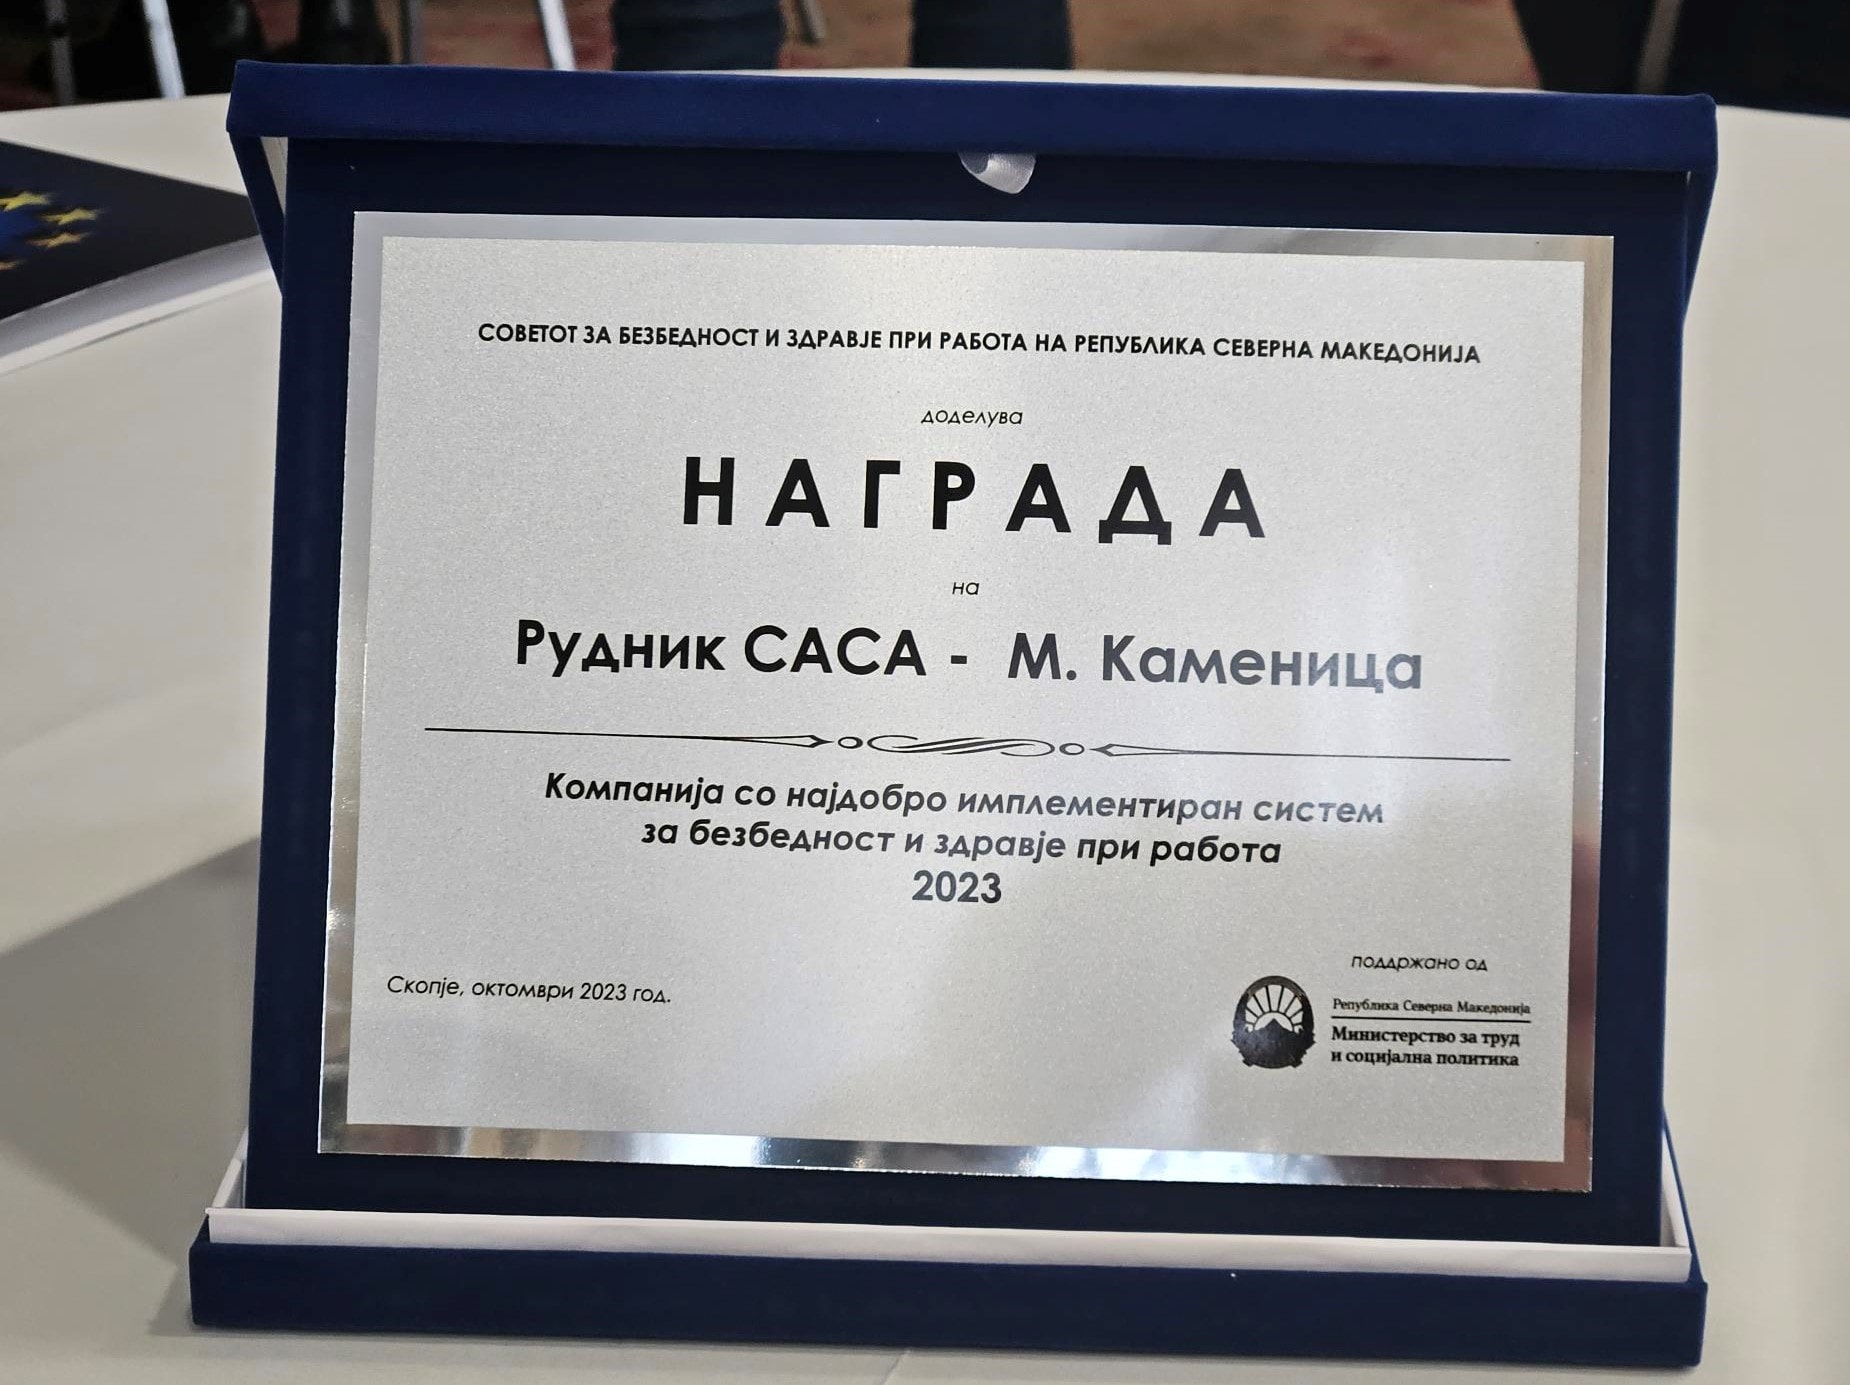 СОВЕТОТ ЗА БЕЗБЕДНОСТ И ЗДРАВЈЕ ПРИ РАБОТА НА РЕПУБЛИКА СЕВЕРНА МАКЕДОНИЈА
доделува
НАГРАДА
на
Рудник САСА - М. Каменица
Компанија со најдобро имплементиран систем
за безбедност и здравје при работа
2023
Скопје, октомври 2023 год.
поддржано од
Република Северна Македонија
Министерство за труд
и социјална политика